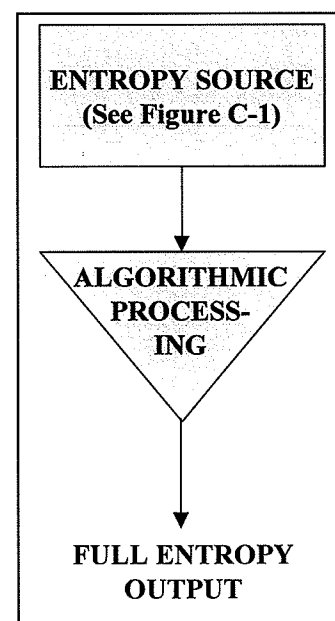 ENTROPY SOURCE
(See Figure C-1)
ALGORITHMIC
PROCESS-
ING
FULL ENTROPY
OUTPUT